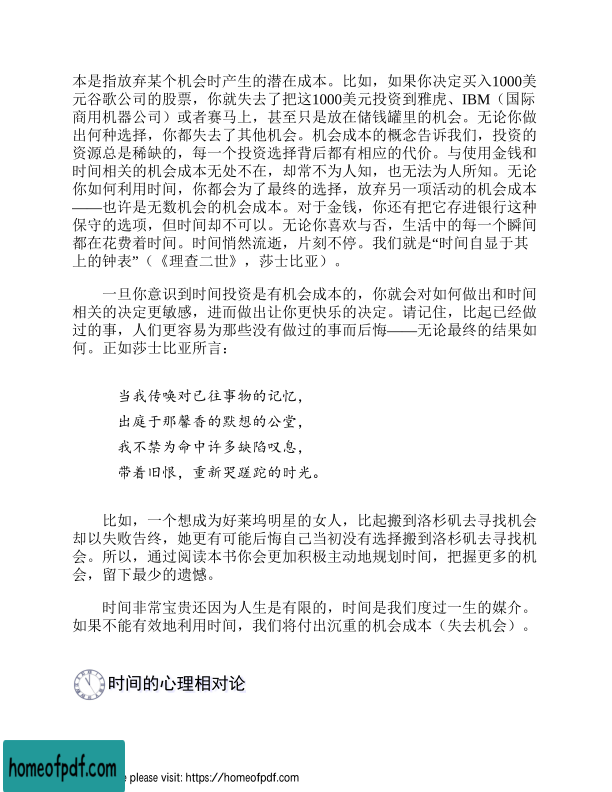 本是指放弃某个机会时产生的潜在成本。比如，如果你决定买入1000美
元谷歌公司的股票，你就失去了把这1000美元投资到雅虎、IBM（国际
商用机器公司）或者赛马上，甚至只是放在储钱罐里的机会。无论你做
出何种选择，你都失去了其他机会。机会成本的概念告诉我们，投资的
资源总是稀缺的，每一个投资选择背后都有相应的代价。与使用金钱和
时间相关的机会成本无处不在，却常不为人知，也无法为人所知。无论
你如何利用时间，你都会为了最终的选择，放弃另一项活动的机会成本
——也许是无数机会的机会成本。对于金钱，你还有把它存进银行这种
保守的选项，但时间却不可以。无论你喜欢与否，生活中的每一个瞬间
都在花费着时间。时间悄然流逝，片刻不停。我们就是“时间自显于其
上的钟表”（《理查二世》，莎士比亚）。
一旦你意识到时间投资是有机会成本的，你就会对如何做出和时间
相关的决定更敏感，进而做出让你更快乐的决定。请记住，比起已经做
过的事，人们更容易为那些没有做过的事而后悔——无论最终的结果如
何。正如莎士比亚所言：
当我传唤对已往事物的记忆，
出庭于那馨香的默想的公堂，
我不禁为命中许多缺陷叹息，
带着旧恨，重新哭蹉跎的时光。
比如，一个想成为好莱坞明星的女人，比起搬到洛杉矶去寻找机会
却以失败告终，她更有可能后悔自己当初没有选择搬到洛杉矶去寻找机
会。所以，通过阅读本书你会更加积极主动地规划时间，把握更多的机
会，留下最少的遗憾。
时间非常宝贵还因为人生是有限的，时间是我们度过一生的媒介。
如果不能有效地利用时间，我们将付出沉重的机会成本（失去机会）。
时间的心理相对论
homeofpdf.com
e please visit: https://homeofpdf.com